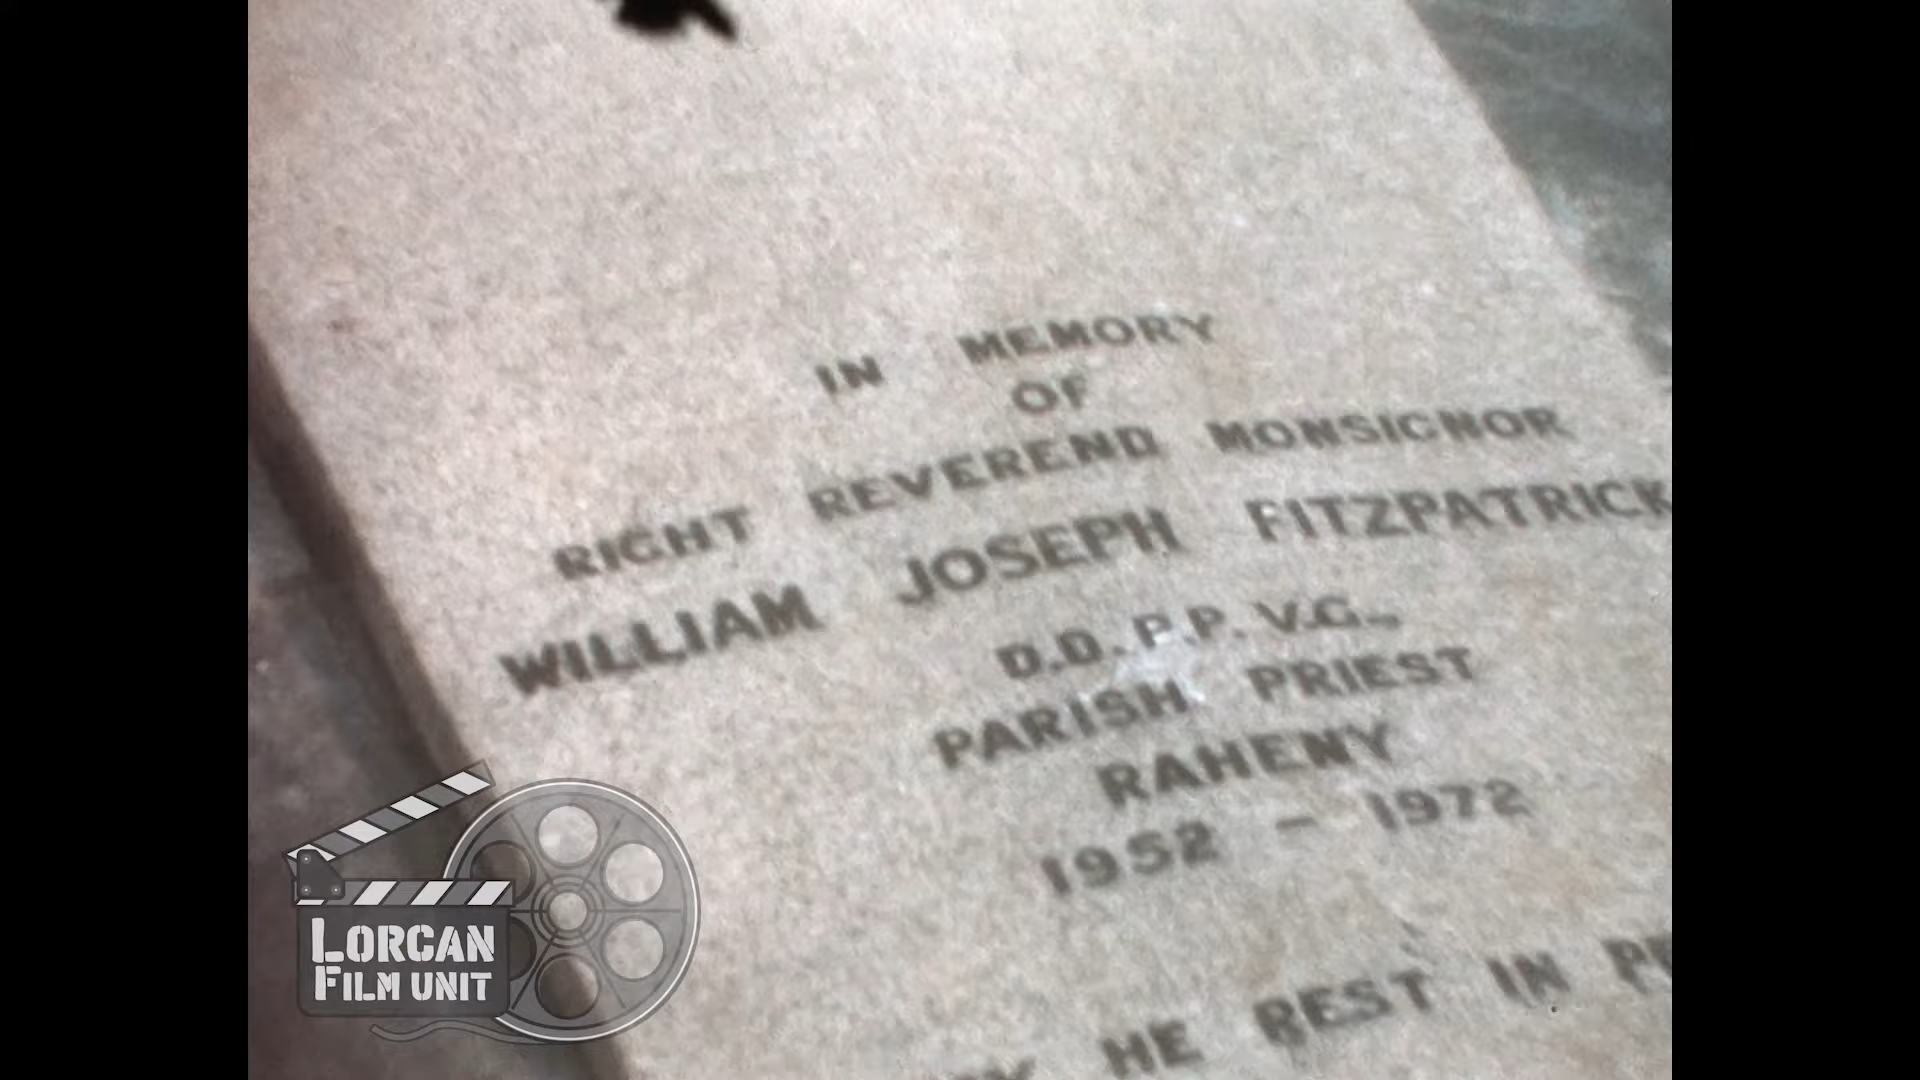 IN MEMORY
OF
RIGHT REVEREND MONSIGNOR
WILLIAM JOSEPH FITZPATRICK
D.D. P.P. V.G.,
PARISH PRIEST
RAHENY
1952 – 1972
HE REST IN
LORCAN
FILM UNIT